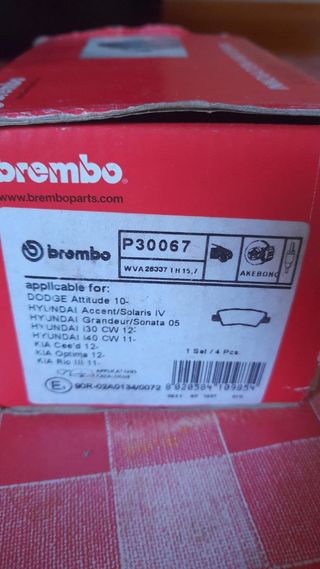 brembo
www.bremboparts.com
brembo
P30067
WVA 26337 TH 15,7
AKEBONO
applicable for:
DODGE Attitude 10-
HYUNDAI Accent/Solaris IV
HYUNDAI Grandeur/Sonata 05
HYUNDAI i30 CW 12-
HYUNDAI i40 CW 11-
KIA Cee'd 12-
KIA Optima 12-
KIA Rio III 11-
1 Set / 4 Pcs.
APPLICATIONS
E
90R-02A0134/0072
8 020584 109854